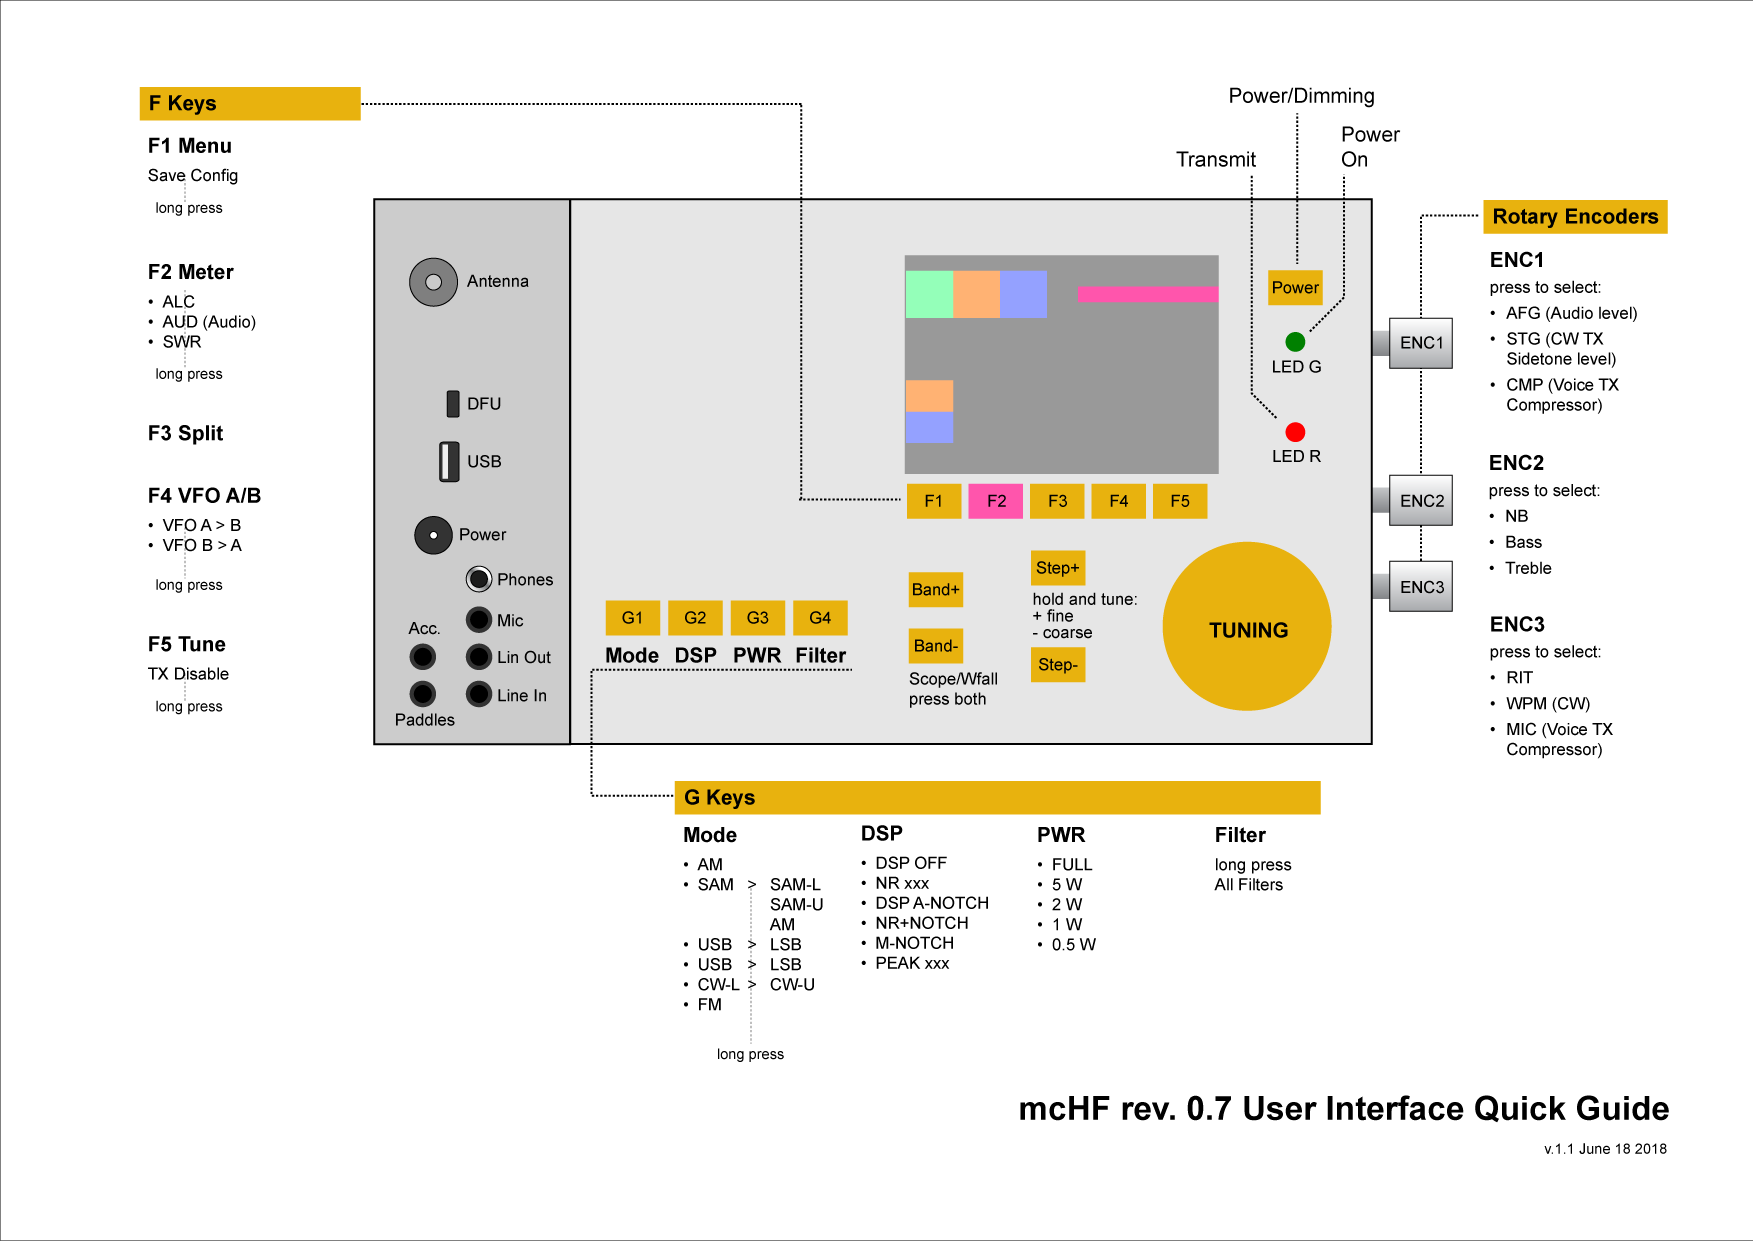 F Keys
F1 Menu
Save Config
long press
F2 Meter
• ALC
• AUD (Audio)
• SWR
long press
F3 Split
F4 VFO A/B
• VFO A > B
• VFO B > A
long press
F5 Tune
TX Disable
long press
Power/Dimming
Power
On
Transmit
Antenna
DFU
USB
Power
Phones
Mic
Acc.
Lin Out
Line In
Paddles
Power
LED G
LED R
F1 F2 F3 F4 F5
G1 G2 G3 G4
Mode DSP PWR Filter
Band+
Band-
Scope/Wfall
press both
Step+
hold and tune:
+ fine
- coarse
Step-
TUNING
ENC1
ENC2
ENC3
Rotary Encoders
ENC1
press to select:
• AFG (Audio level)
• STG (CW TX
Sidetone level)
• CMP (Voice TX
Compressor)
ENC2
press to select:
• NB
• Bass
• Treble
ENC3
press to select:
• RIT
• WPM (CW)
• MIC (Voice TX
Compressor)
G Keys
Mode
• AM
• SAM > SAM-L
SAM-U
AM
• USB > LSB
• USB > LSB
• CW-L > CW-U
• FM
long press
DSP
• DSP OFF
• NR xxx
• DSP A-NOTCH
• NR+NOTCH
• M-NOTCH
• PEAK xxx
PWR
• FULL
• 5 W
• 2 W
• 1 W
• 0.5 W
Filter
long press
All Filters
mcHF rev. 0.7 User Interface Quick Guide
v.1.1 June 18 2018